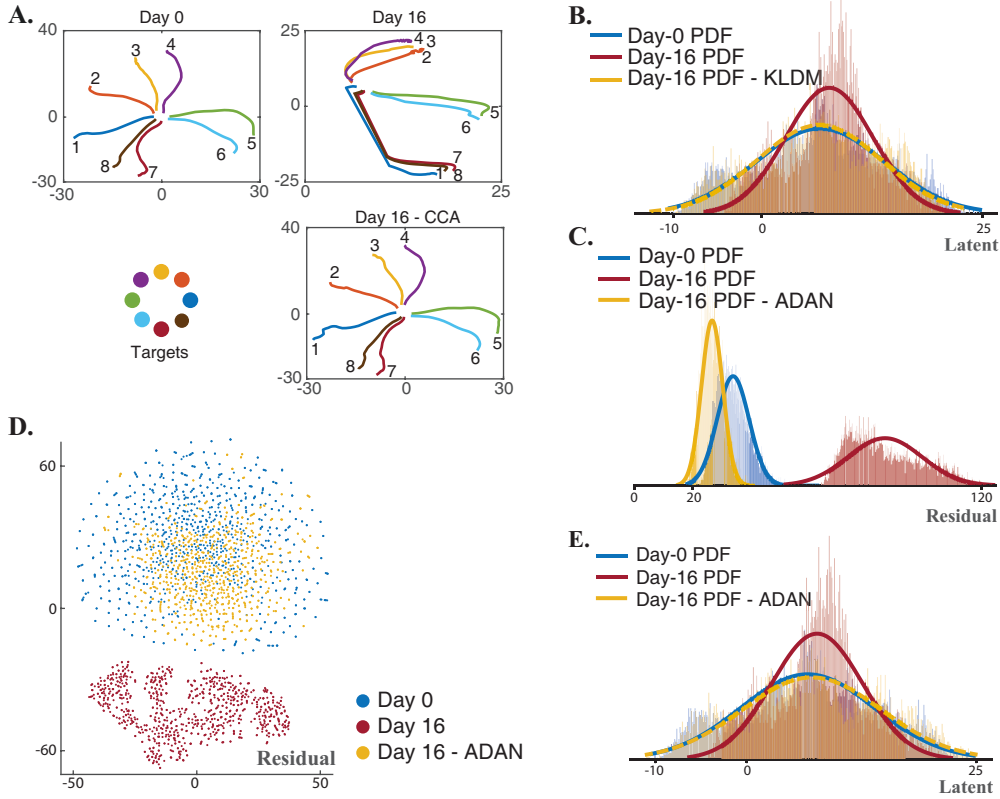 A.
Day 0
40
0
-30
-30
0
30
1
2
3
4
5
6
7
8
Day 16
25
0
-25
0
25
4
3
2
5
6
7
1
8
Day 16 - CCA
40
0
-30
-28
0
30
1
2
3
4
5
6
7
8
Targets
B.
Day-0 PDF
Day-16 PDF
Day-16 PDF - KLDM
-10
0
25
Latent
C.
Day-0 PDF
Day-16 PDF
Day-16 PDF - ADAN
0
20
120
Residual
D.
60
0
-60
-50
0
50
Residual
Day 0
Day 16
Day 16 - ADAN
E.
Day-0 PDF
Day-16 PDF
Day-16 PDF - ADAN
-10
0
25
Latent